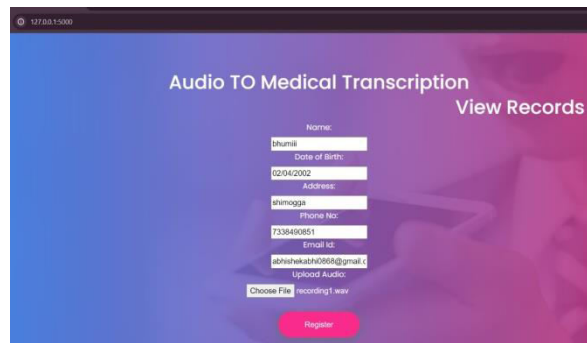 127.0.0.1:5000
Audio TO Medical Transcription
View Records
Name:
bhumiii
Date of Birth:
02/04/2002
Address:
shimogga
Phone No:
7338490851
Email Id:
abhishekabhi0868@gmail.c
Upload Audio:
Choose File recording1.wav
Register